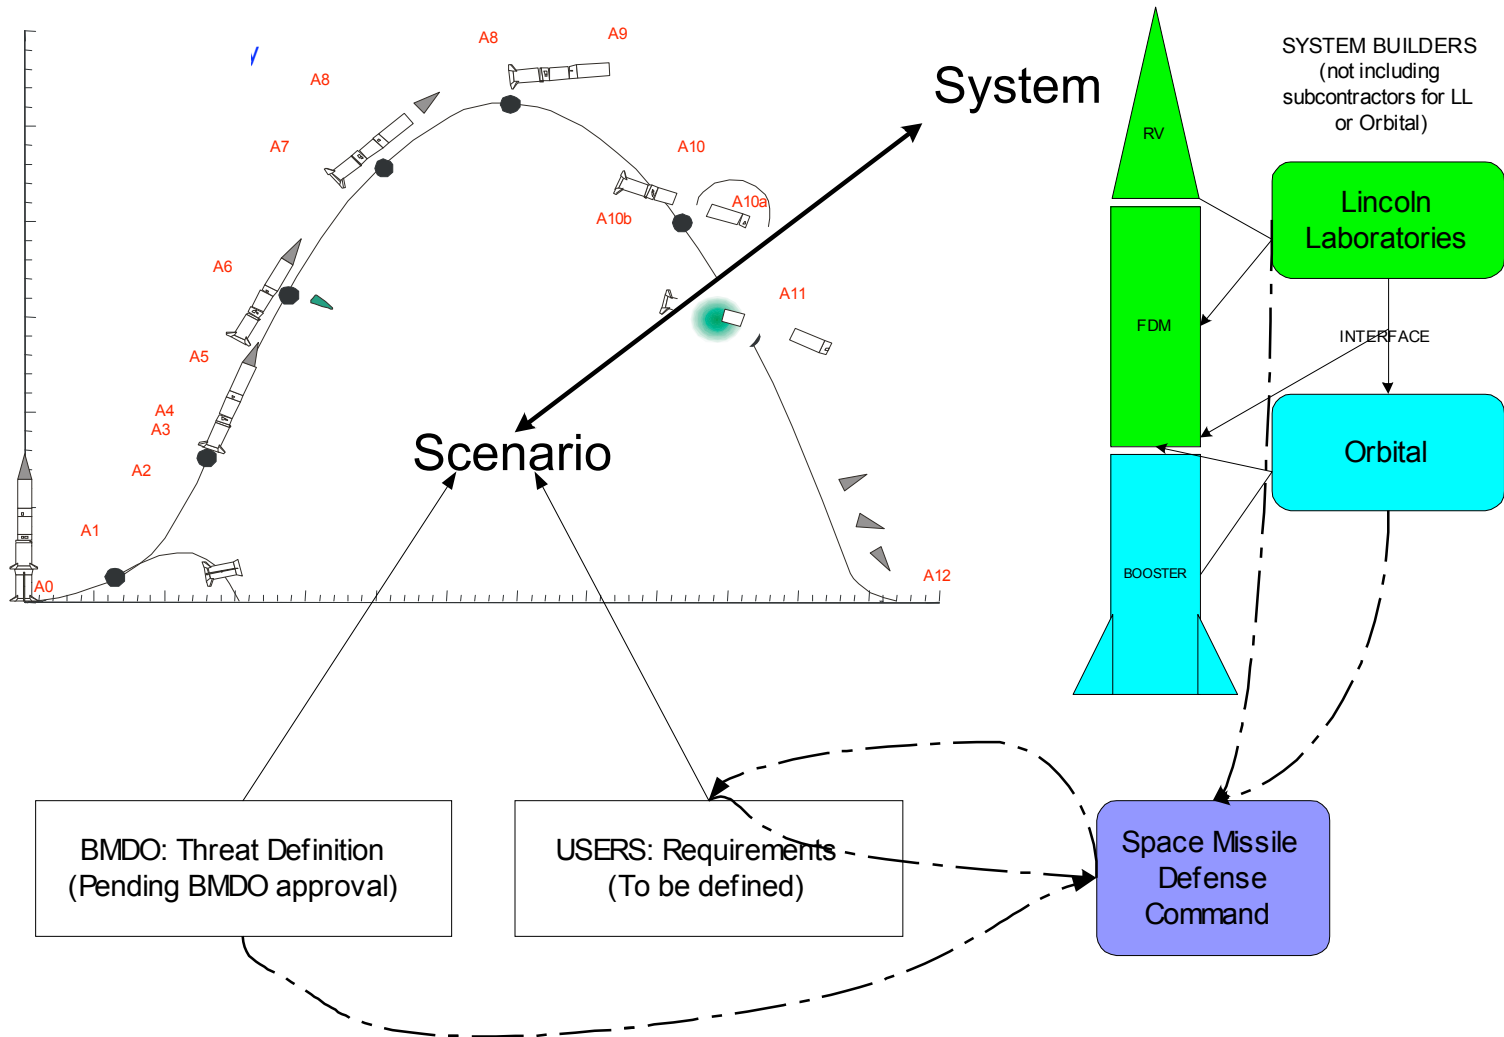 A8
A9
A8
A7
A10
A10a
A10b
A6
A11
A5
A4
A3
A2
A1
A0
A12
System
Scenario
RV
FDM
BOOSTER
SYSTEM BUILDERS
(not including
subcontractors for LL
or Orbital)
Lincoln
Laboratories
INTERFACE
Orbital
BMDO: Threat Definition
(Pending BMDO approval)
USERS: Requirements
(To be defined)
Space Missile
Defense
Command